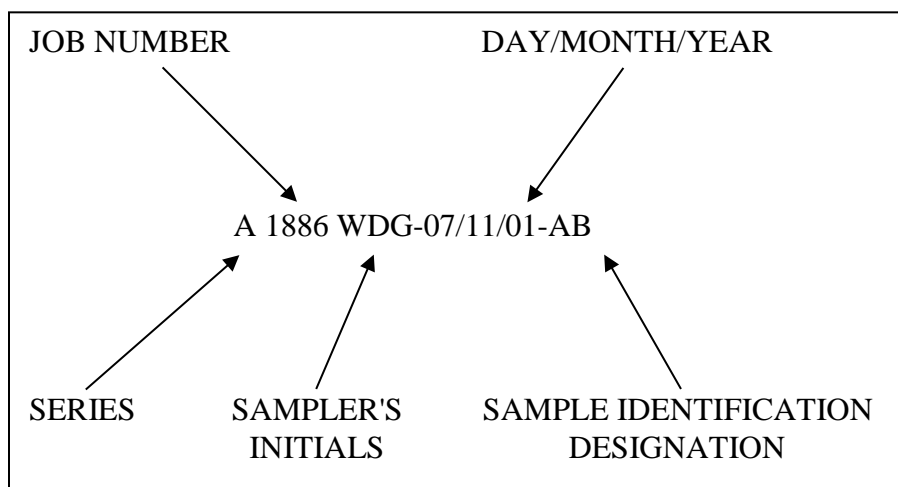 JOB NUMBER
DAY/MONTH/YEAR
A 1886 WDG-07/11/01-AB
SERIES
SAMPLER'S
INITIALS
SAMPLE IDENTIFICATION
DESIGNATION